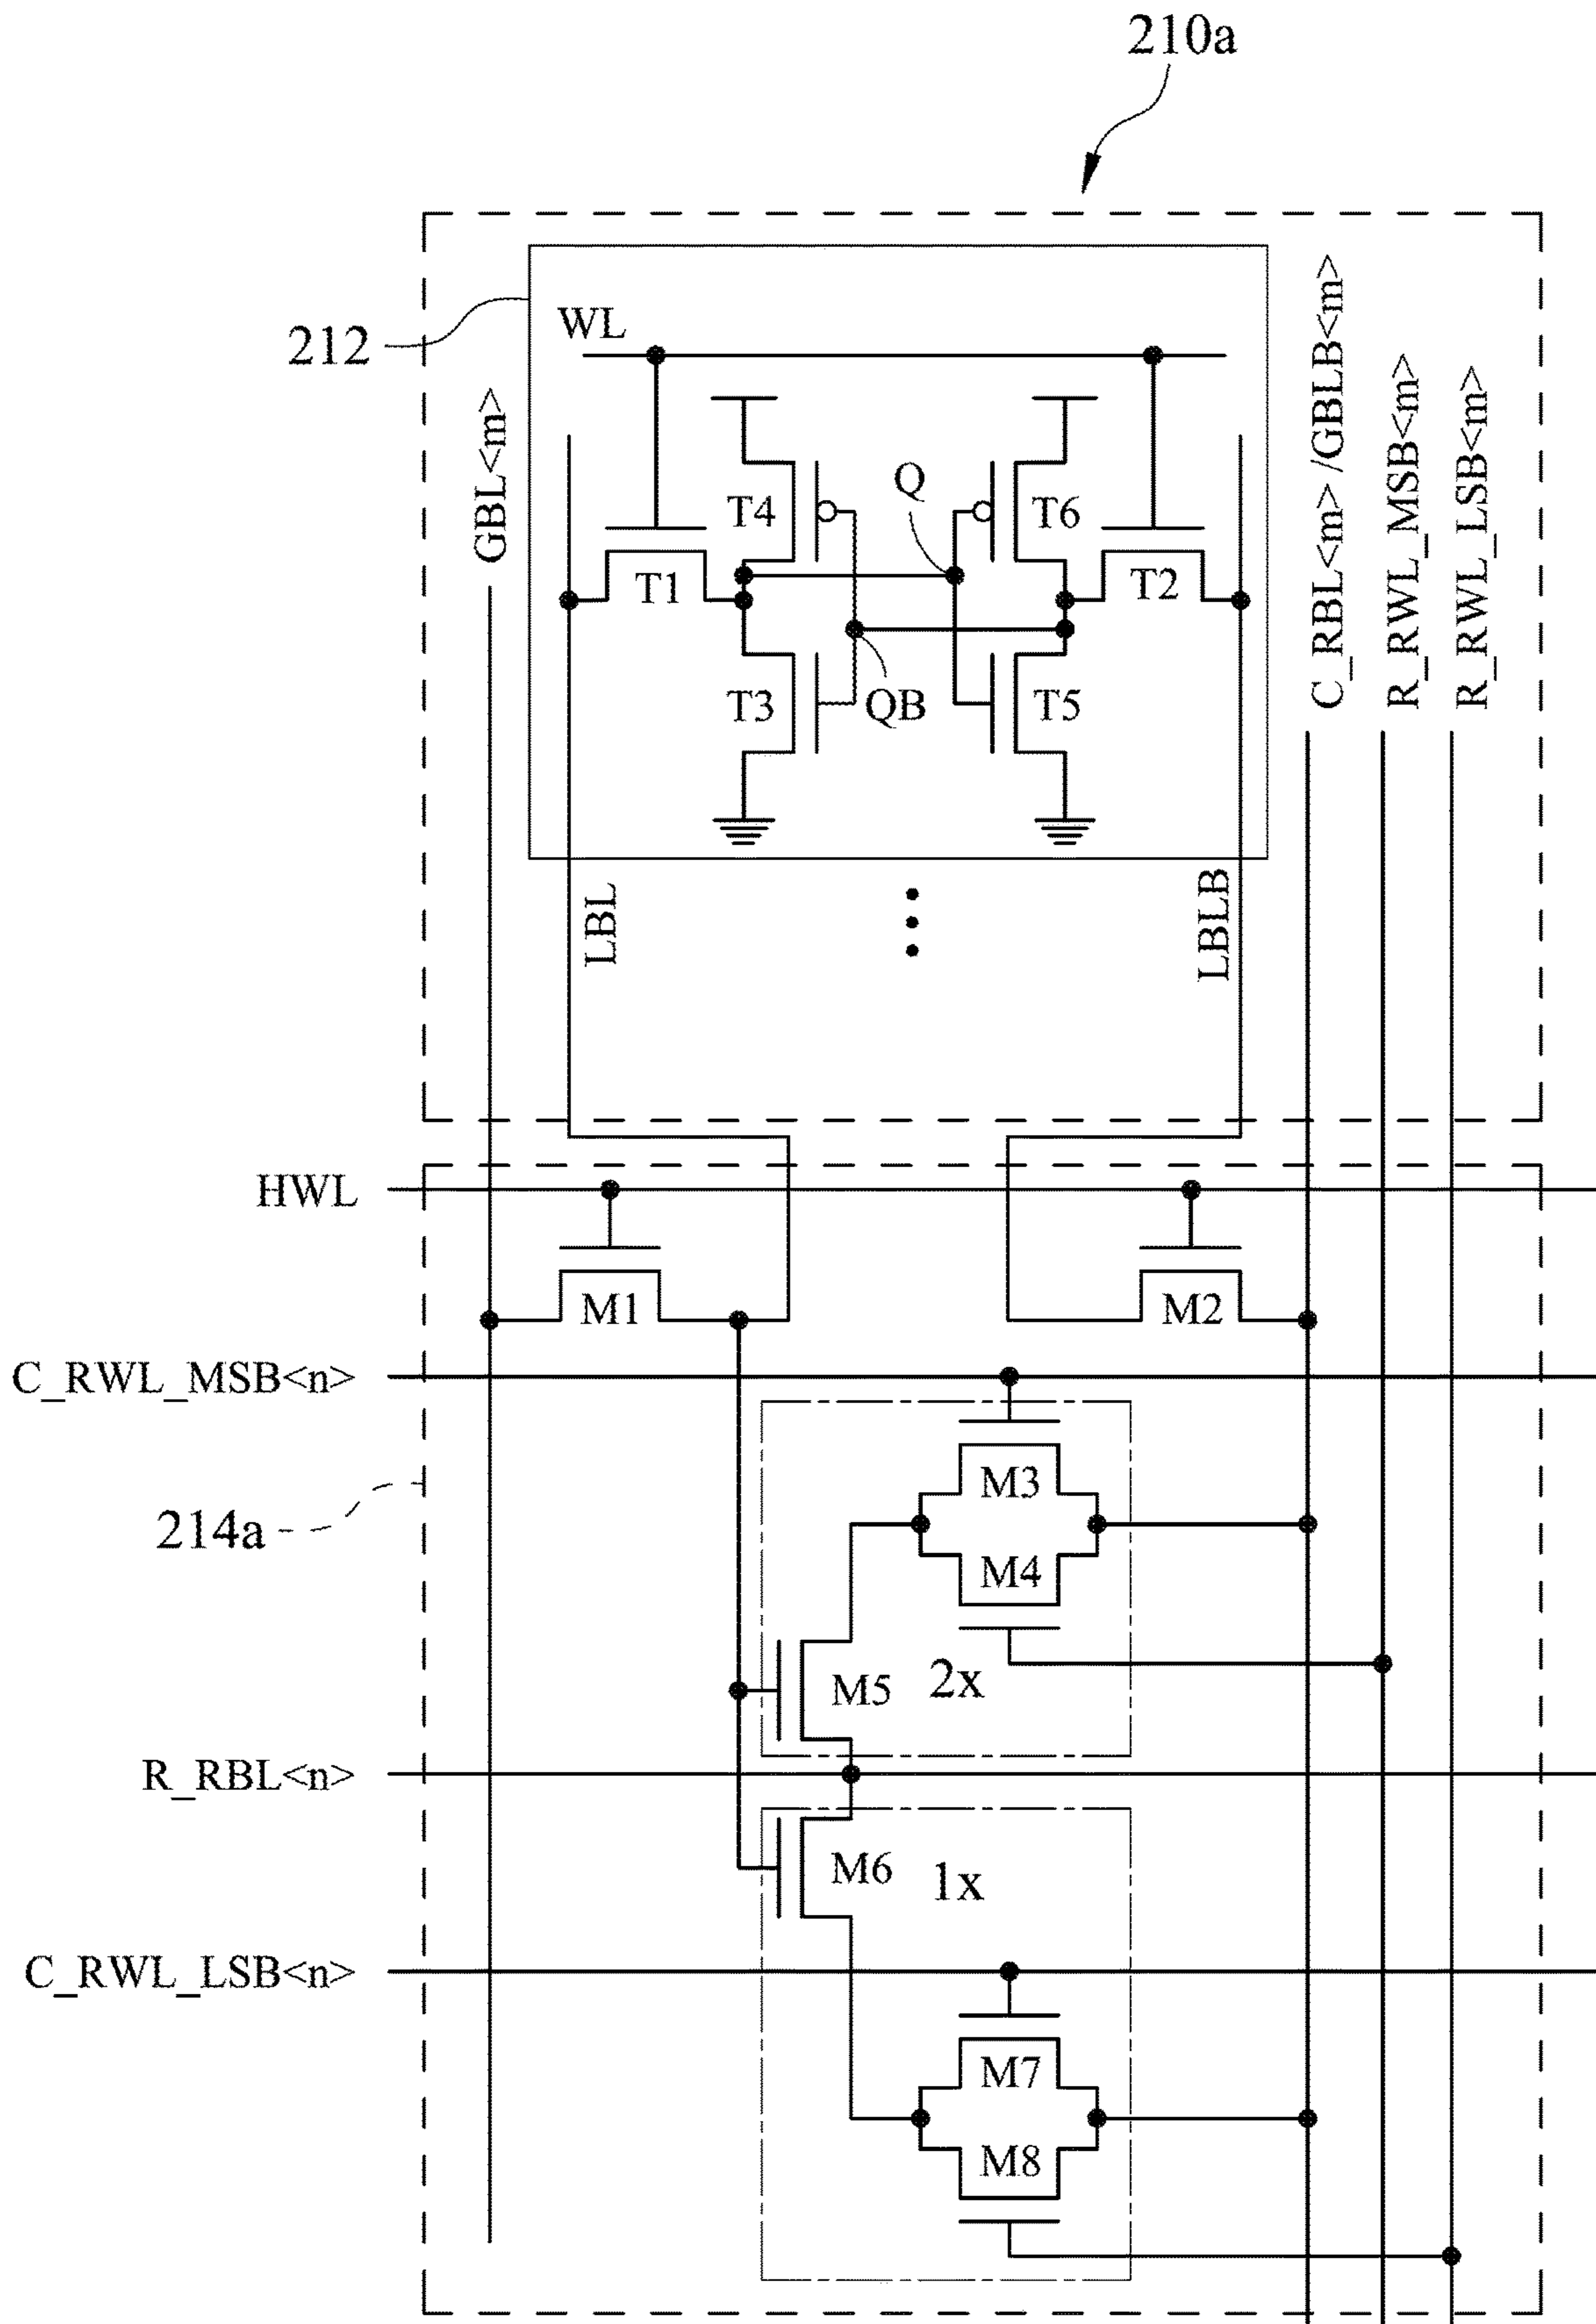 210a
212
WL
GBL<m>
C_RBL<m> /GBLB<m>
R_RWL_MSB<m>
R_RWL_LSB<m>
T4
Q
T6
T1
T2
T3
QB
T5
LBL
LBLB
HWL
M1
M2
C_RWL_MSB<n>
M3
214a
M4
M5
2x
R_RBL<n>
M6
1x
C_RWL_LSB<n>
M7
M8